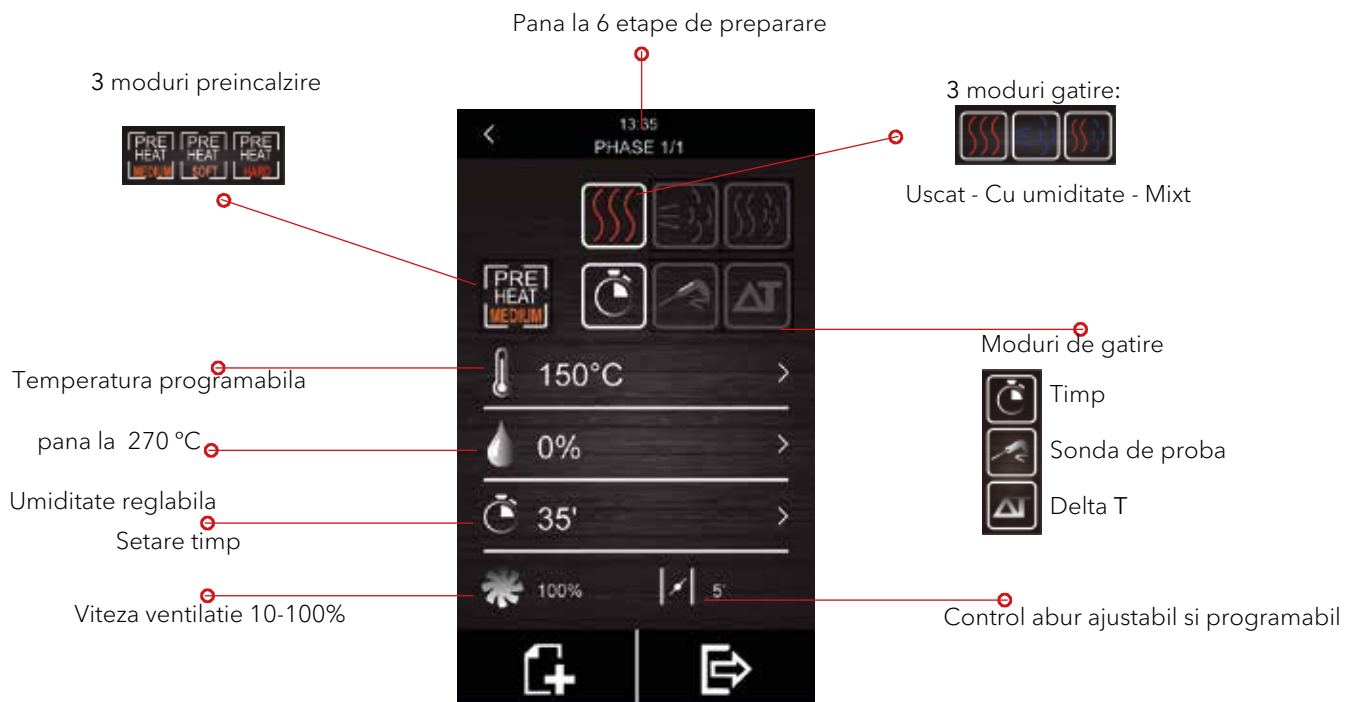 Pana la 6 etape de preparare
3 moduri preincalzire
PRE HEAT MEDIUM
PRE HEAT SOFT
PRE HEAT HARD
3 moduri gatire:
Uscat - Cu umiditate - Mixt
13:35
PHASE 1/1
PRE
HEAT
MEDIUM
ΔT
Moduri de gatire
Timp
Sonda de proba
ΔT
Delta T
Temperatura programabila
pana la 270 ºC
150°C
Umiditate reglabila
0%
Setare timp
35'
Viteza ventilatie 10-100%
100%
5'
Control abur ajustabil si programabil